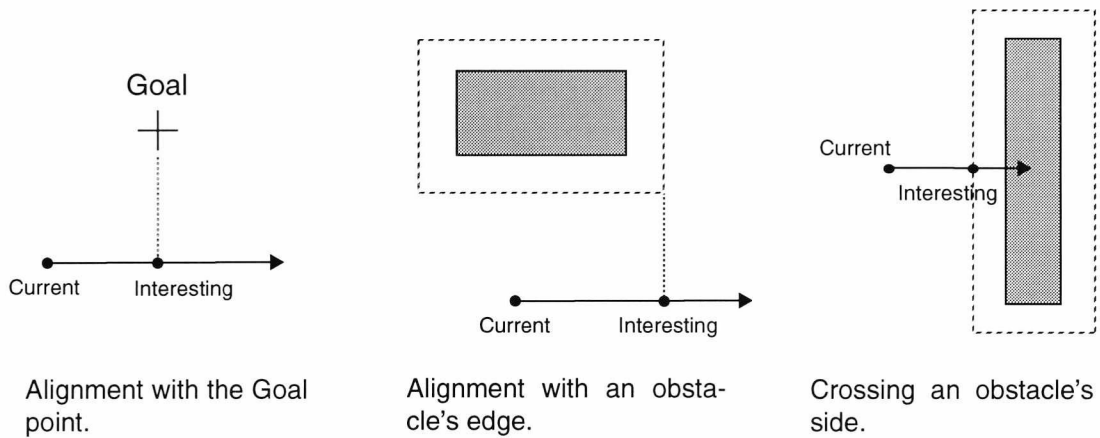 Goal
Current
Interesting
Alignment with the Goal
point.
Current
Interesting
Alignment with an obsta-
cle's edge.
Current
Interesting
Crossing an obstacle's
side.